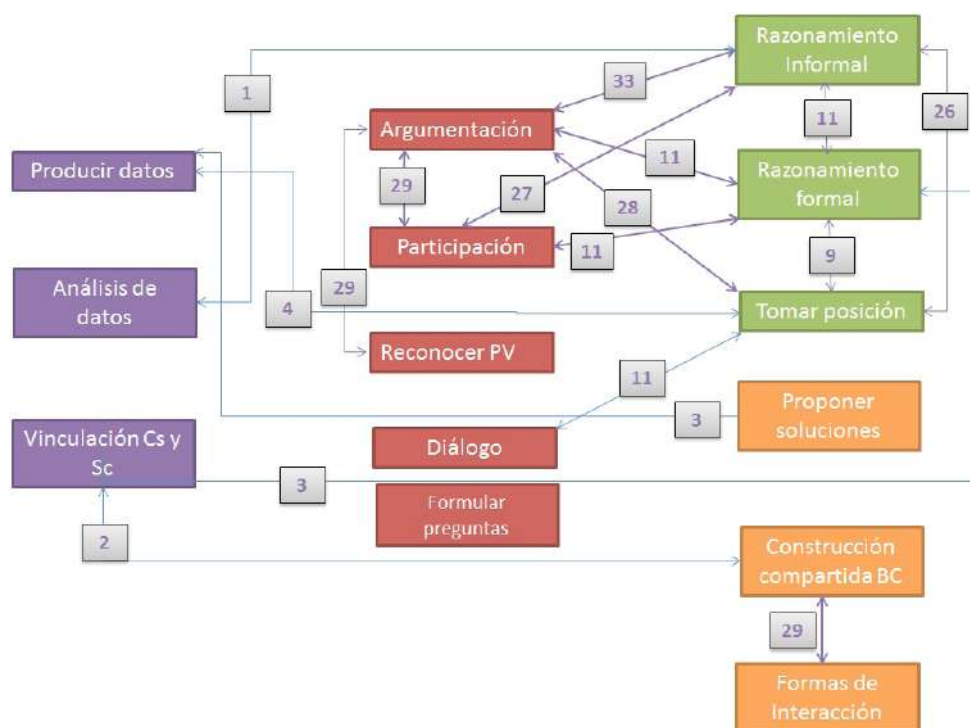 Razonamiento
Informal
1
33
Argumentación
11
26
Producir datos
11
Razonamiento
formal
29
27
28
Participación
11
9
Análisis de
datos
29
4
Tomar posición
Reconocer PV
11
Proponer
soluciones
3
Vinculación Cs y
Sc
Diálogo
3
Formular
preguntas
2
Construcción
compartida BC
29
Formas de
Interacción